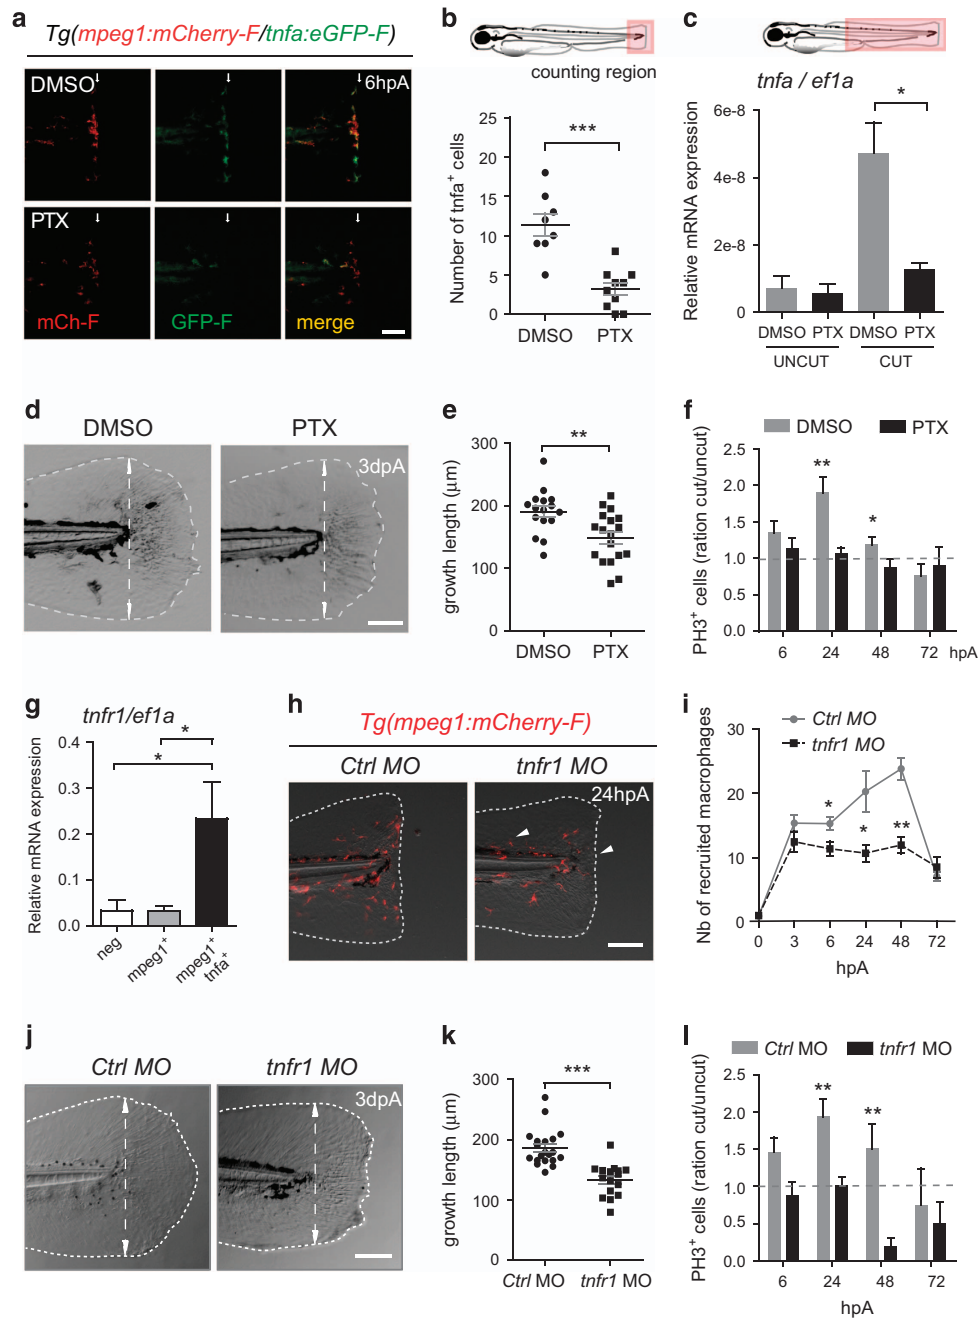 a
Tg(mpeg1:mCherry-F/tnfa:eGFP-F)
DMSO
6hpA
PTX
mCh-F
GFP-F
merge
b
counting region
Number of tnfa+ cells
25
20
15
10
5
0
***
DMSO
PTX
c
tnfa / ef1a
Relative mRNA expression
6e-8
4e-8
2e-8
0
*
DMSO PTX DMSO PTX
UNCUT
CUT
d
DMSO
PTX
3dpA
e
growth length (µm)
300
200
100
0
**
DMSO
PTX
f
DMSO
PTX
PH3+ cells (ration cut/uncut)
2.5
2.0
1.5
1.0
0.5
0.0
**
*
6 24 48 72 hpA
g
tnfr1/ef1a
Relative mRNA expression
0.4
0.3
0.2
0.1
0.0
*
*
neg
mpeg1+
mpeg1+
tnfa+
h
Tg(mpeg1:mCherry-F)
Ctrl MO
tnfr1 MO
24hpA
i
Ctrl MO
tnfr1 MO
Nb of recruited macrophages
30
20
10
0
*
*
**
0 3 6 24 48 72
hpA
j
Ctrl MO
tnfr1 MO
3dpA
k
growth length (µm)
300
200
100
0
***
Ctrl MO
tnfr1 MO
l
Ctrl MO
tnfr1 MO
PH3+ cells (ration cut/uncut)
2.5
2.0
1.5
1.0
0.5
0.0
**
**
6 24 48 72
hpA